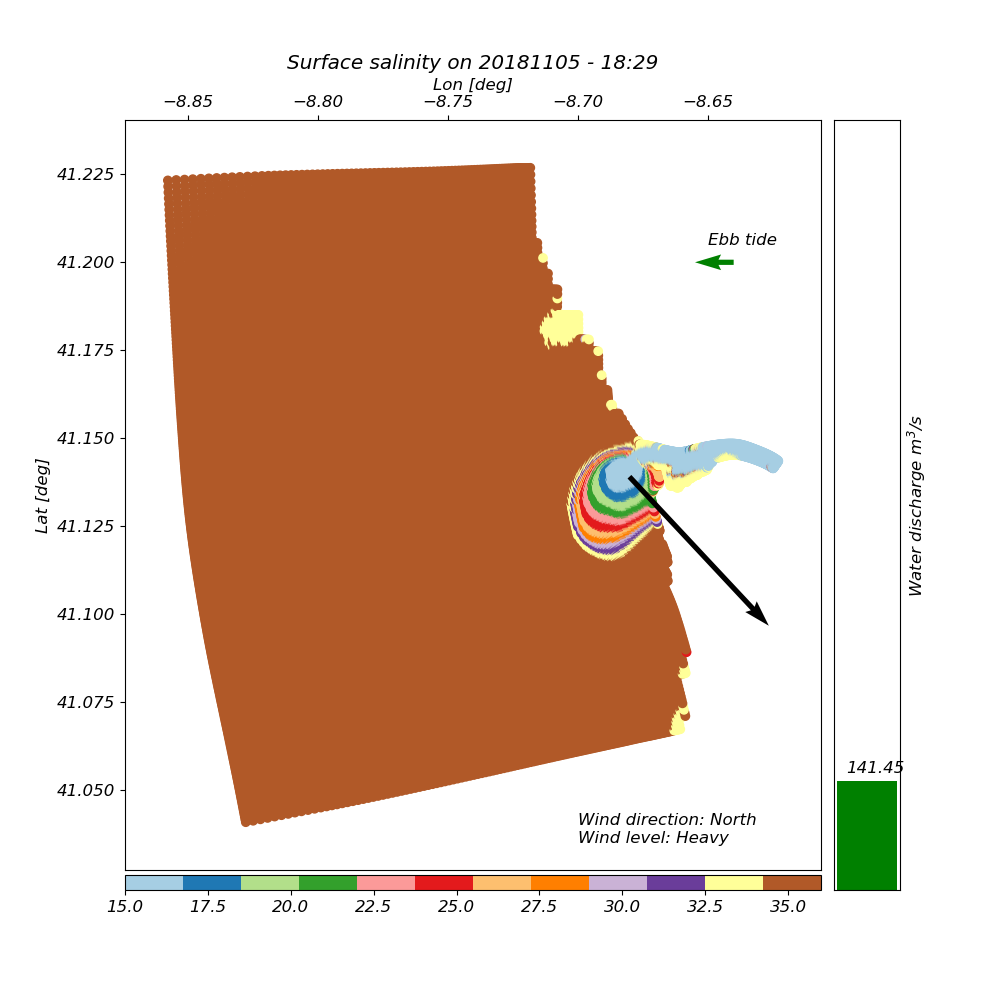 Surface salinity on 20181105 - 18:29
Lon [deg]
−8.85 −8.80 −8.75 −8.70 −8.65
41.225
41.200
41.175
41.150
41.125
41.100
41.075
41.050
Lat [deg]
Ebb tide
Wind direction: North
Wind level: Heavy
15.0 17.5 20.0 22.5 25.0 27.5 30.0 32.5 35.0
141.45
Water discharge m³/s